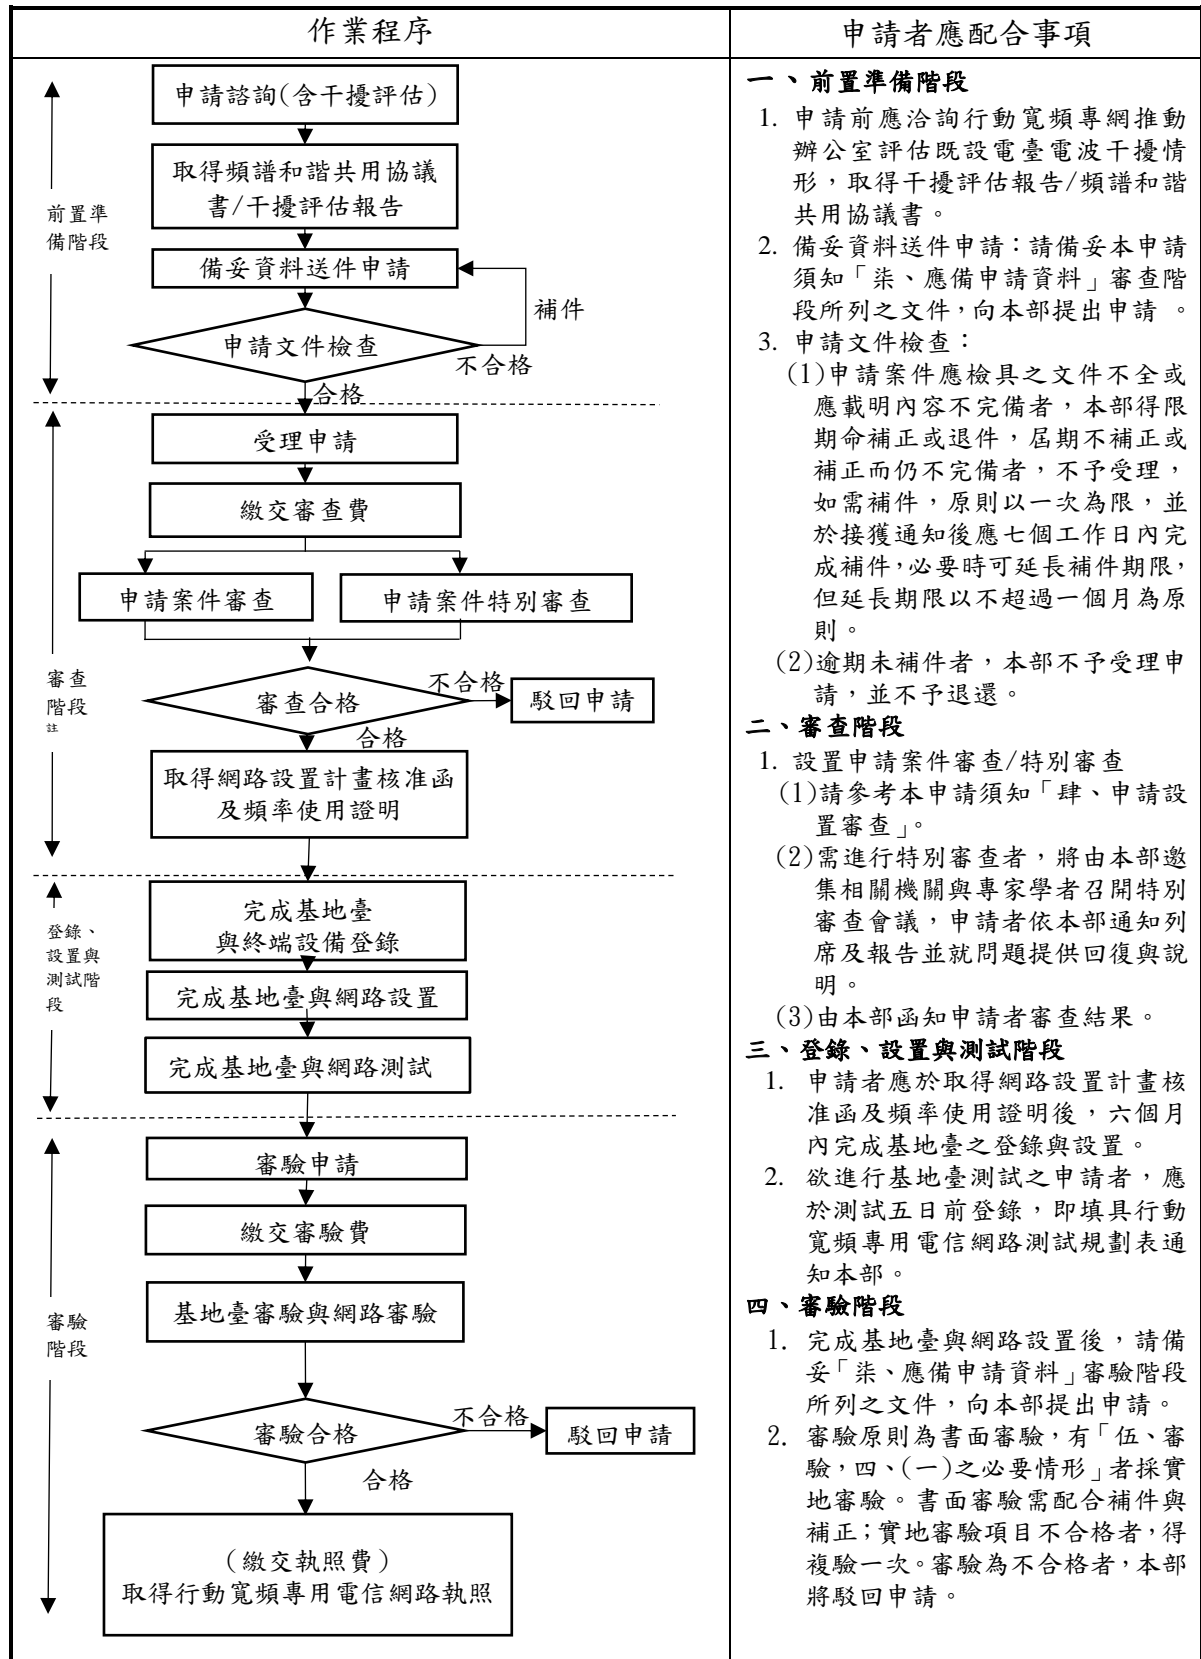 作業程序
申請諮詢(含干擾評估)
取得頻譜和諧共用協議
書/干擾評估報告
前置準
備階段
備妥資料送件申請
補件
申請文件檢查
不合格
合格
受理申請
繳交審查費
申請案件審查
申請案件特別審查
審查
階段
註
審查合格
不合格
駁回申請
合格
取得網路設置計畫核准函
及頻率使用證明
登錄、
設置與
測試階
段
完成基地臺
與終端設備登錄
完成基地臺與網路設置
完成基地臺與網路測試
審驗申請
繳交審驗費
基地臺審驗與網路審驗
審驗
階段
審驗合格
不合格
駁回申請
合格
(繳交執照費)
取得行動寬頻專用電信網路執照
申請者應配合事項
一、前置準備階段
1. 申請前應洽詢行動寬頻專網推動
辦公室評估既設電臺電波干擾情
形，取得干擾評估報告/頻譜和諧
共用協議書。
2. 備妥資料送件申請：請備妥本申請
須知「柒、應備申請資料」審查階
段所列之文件，向本部提出申請 。
3. 申請文件檢查：
(1)申請案件應檢具之文件不全或
應載明內容不完備者，本部得限
期命補正或退件，屆期不補正或
補正而仍不完備者，不予受理，
如需補件，原則以一次為限，並
於接獲通知後應七個工作日內完
成補件，必要時可延長補件期限，
但延長期限以不超過一個月為原
則。
(2)逾期未補件者，本部不予受理申
請，並不予退還。
二、審查階段
1. 設置申請案件審查/特別審查
(1)請參考本申請須知「肆、申請設
置審查」。
(2)需進行特別審查者，將由本部邀
集相關機關與專家學者召開特別
審查會議，申請者依本部通知列
席及報告並就問題提供回復與說
明。
(3)由本部函知申請者審查結果。
三、登錄、設置與測試階段
1. 申請者應於取得網路設置計畫核
准函及頻率使用證明後，六個月
內完成基地臺之登錄與設置。
2. 欲進行基地臺測試之申請者，應
於測試五日前登錄，即填具行動
寬頻專用電信網路測試規劃表通
知本部。
四、審驗階段
1. 完成基地臺與網路設置後，請備
妥「柒、應備申請資料」審驗階段
所列之文件，向本部提出申請。
2. 審驗原則為書面審驗，有「伍、審
驗，四、(一)之必要情形」者採實
地審驗。書面審驗需配合補件與
補正；實地審驗項目不合格者，得
複驗一次。審驗為不合格者，本部
將駁回申請。